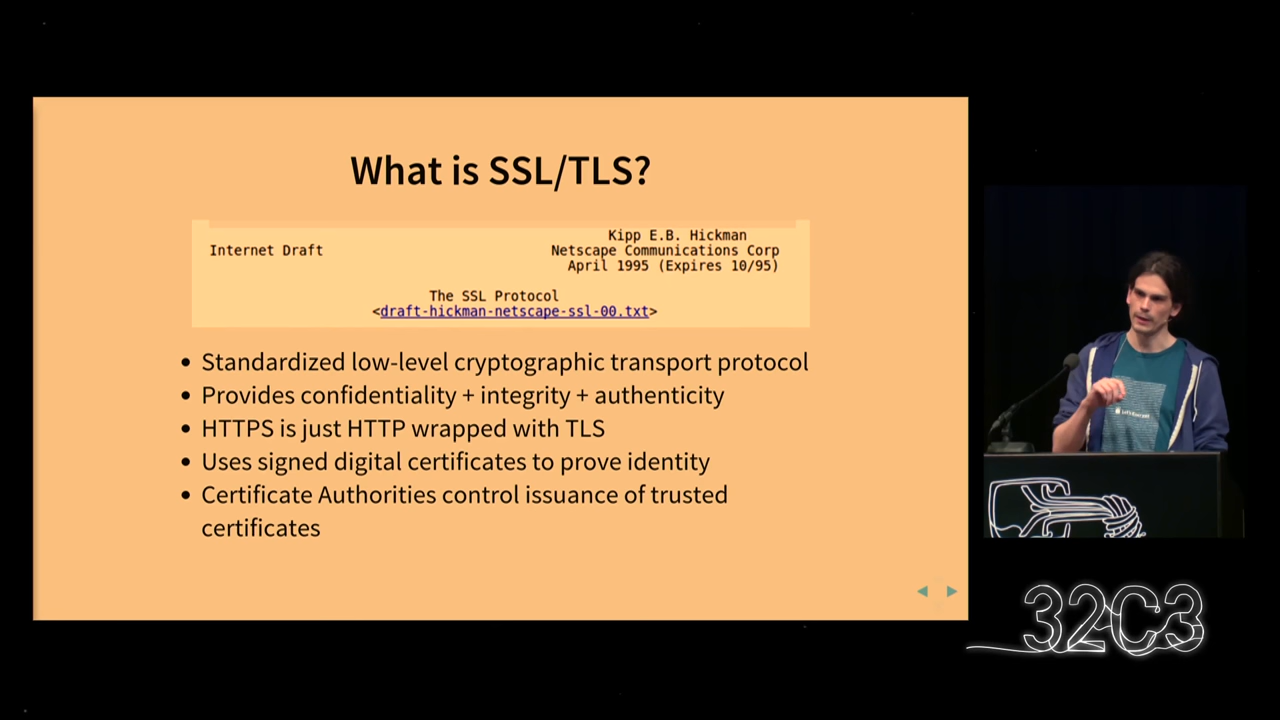 What is SSL/TLS?
Kipp E.B. Hickman
Internet Draft Netscape Communications Corp
April 1995 (Expires 10/95)
The SSL Protocol
<draft-hickman-netscape-ssl-00.txt>
• Standardized low-level cryptographic transport protocol
• Provides confidentiality + integrity + authenticity
• HTTPS is just HTTP wrapped with TLS
• Uses signed digital certificates to prove identity
• Certificate Authorities control issuance of trusted
certificates
Let's Encrypt
32C3